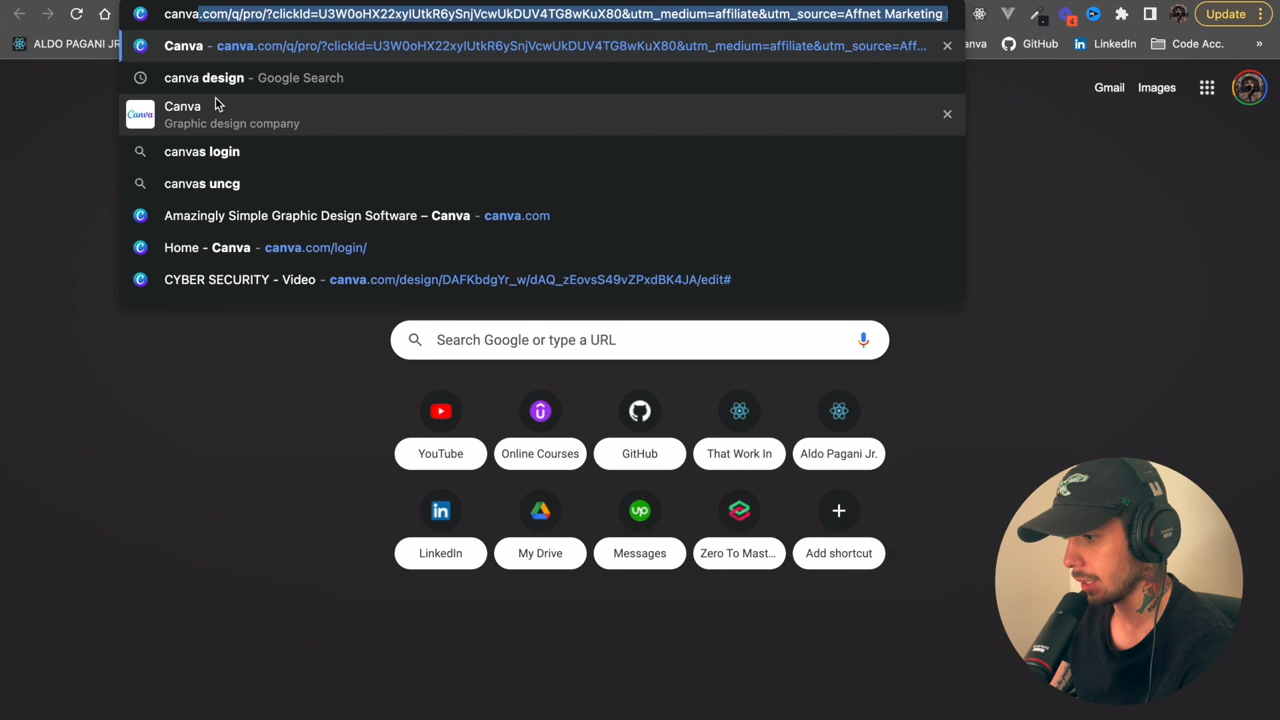 canva.com/q/pro/?clickId=U3W0oHX22xyIUtkR6ySnjVcwUkDUV4TG8wKuX80&utm_medium=affiliate&utm_source=Affnet Marketing
4
Update
ALDO PAGANI JR
Canva - canva.com/q/pro/?clickId=U3W0oHX22xyIUtkR6ySnjVcwUkDUV4TG8wKuX80&utm_medium=affiliate&utm_source=Aff...
anva
GitHub
LinkedIn
Code Acc.
»
canva design - Google Search
Canva
Canva
Graphic design company
Gmail
Images
canvas login
canvas uncg
Amazingly Simple Graphic Design Software – Canva - canva.com
Home - Canva - canva.com/login/
CYBER SECURITY - Video - canva.com/design/DAFKbdgYr_w/dAQ_zEovsS49vZPxdBK4JA/edit#
Search Google or type a URL
YouTube
Online Courses
GitHub
That Work In
Aldo Pagani Jr.
LinkedIn
My Drive
Messages
Zero To Mast...
Add shortcut